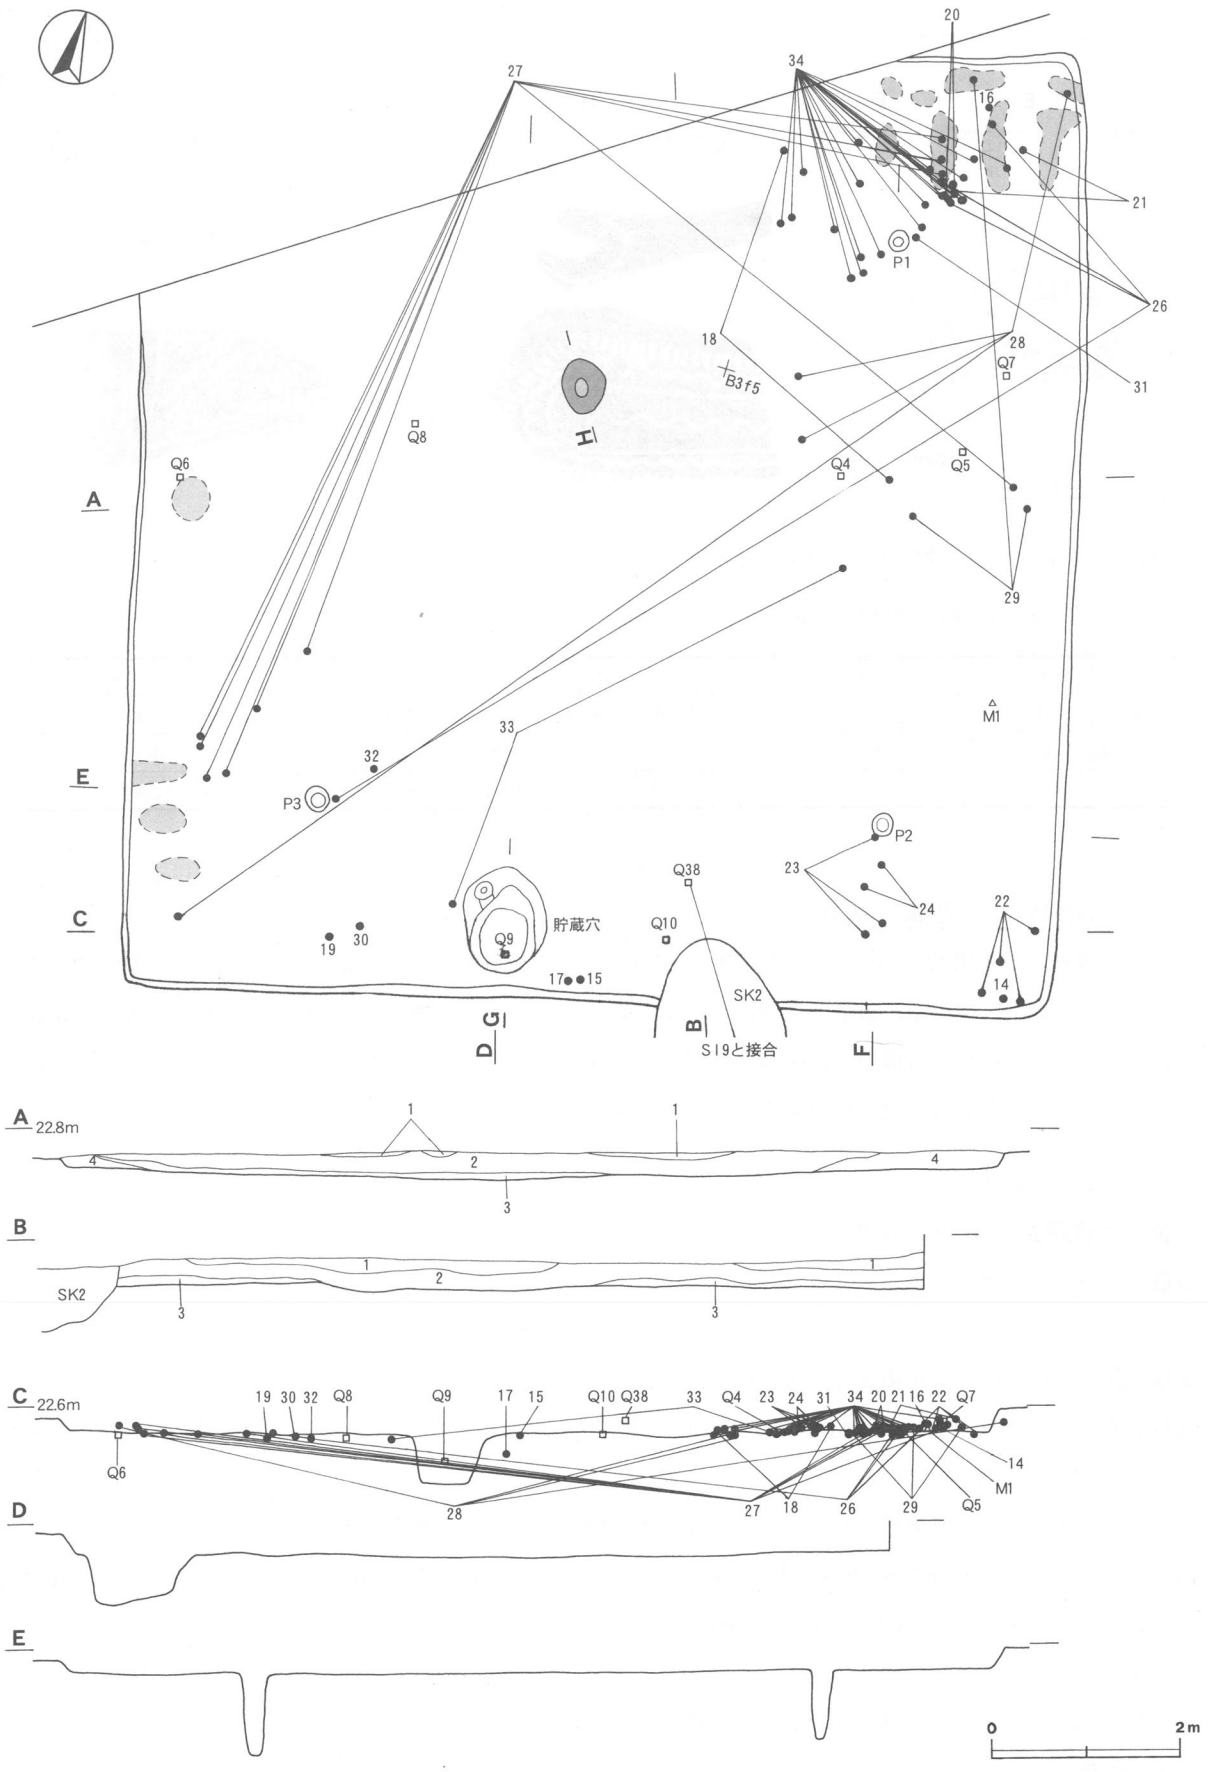 20
34
27
16
21
P1
26
18
28
B3f5
Q7
31
H
Q8
Q6
Q4
Q5
A
29
M1
33
32
E
P3
P2
Q38
23
22
24
C
貯蔵穴
Q10
19
30
Q9
17 15
14
SK2
G
B
D
SI9と接合
F
A 22.8m
1
1
4
2
4
3
B
1
2
1
SK2
3
3
C 22.6m
19 30 32 Q8 Q9 17 15 Q10 Q38 33 Q4 23 24 31 34 20 21 16 22 Q7
Q6
14
M1
28
27 18 26 29 Q5
D
E
0 2m